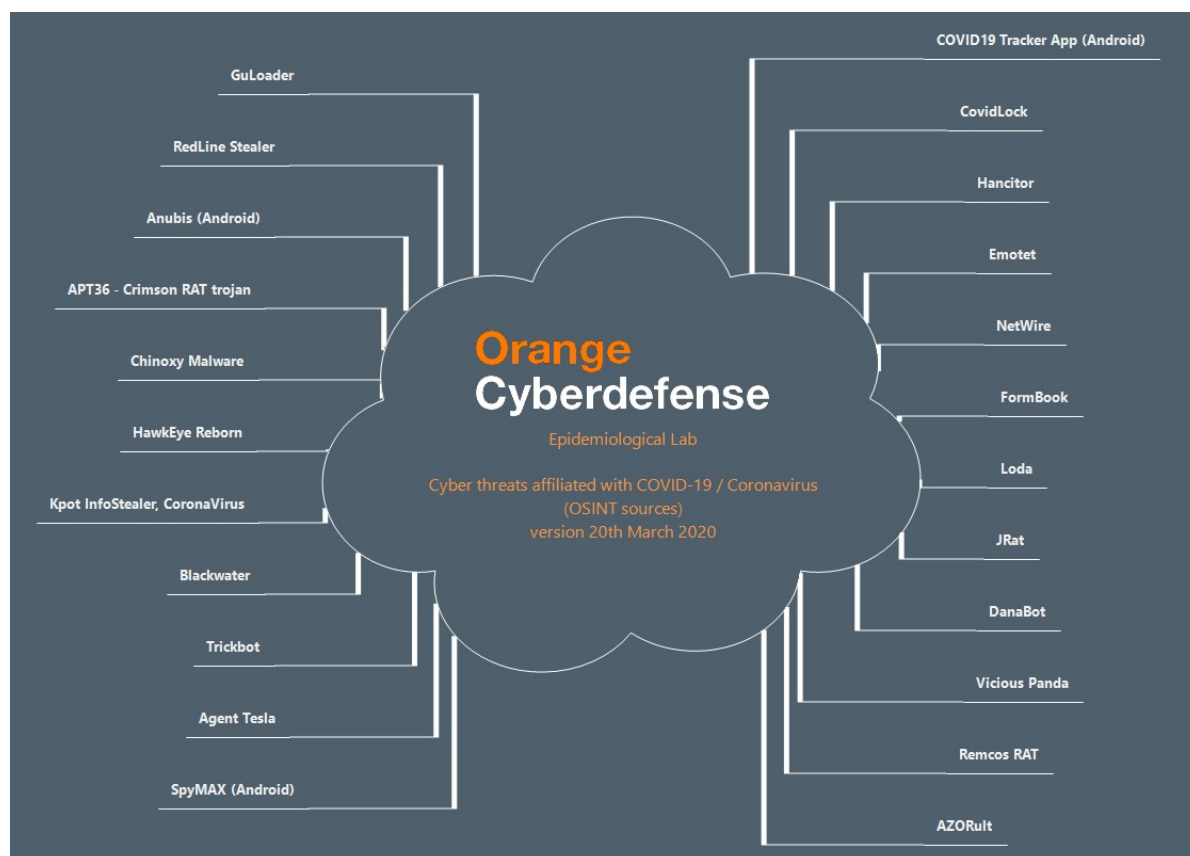 COVID19 Tracker App (Android)
GuLoader
CovidLock
RedLine Stealer
Hancitor
Anubis (Android)
Emotet
APT36 - Crimson RAT trojan
NetWire
Chinoxy Malware
FormBook
HawkEye Reborn
Loda
Kpot InfoStealer, CoronaVirus
JRat
Blackwater
DanaBot
Trickbot
Vicious Panda
Agent Tesla
Remcos RAT
SpyMAX (Android)
AZORult
Orange
Cyberdefense
Epidemiological Lab
Cyber threats affiliated with COVID-19 / Coronavirus
(OSINT sources)
version 20th March 2020